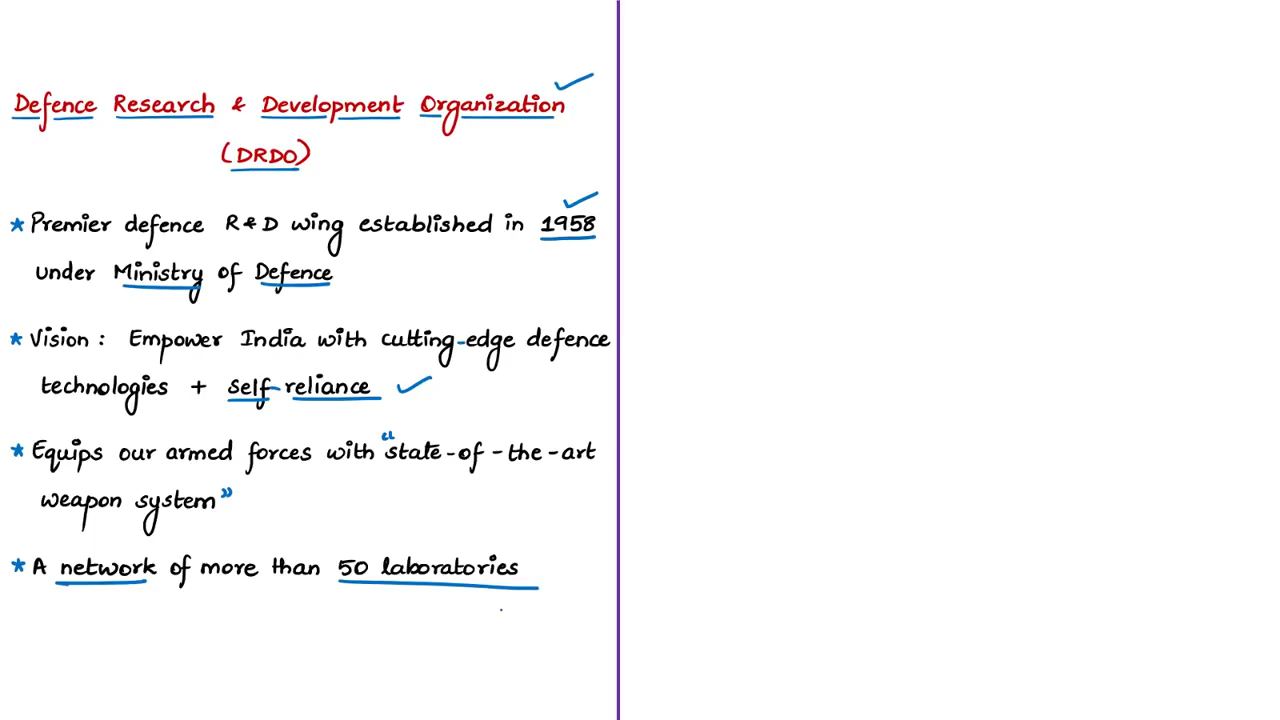 Defence Research & Development Organization
(DRDO)
* Premier defence R&D wing established in 1958
under Ministry of Defence
* Vision: Empower India with cutting-edge defence
technologies + self-reliance
* Equips our armed forces with "state-of-the-art
weapon system"
* A network of more than 50 laboratories